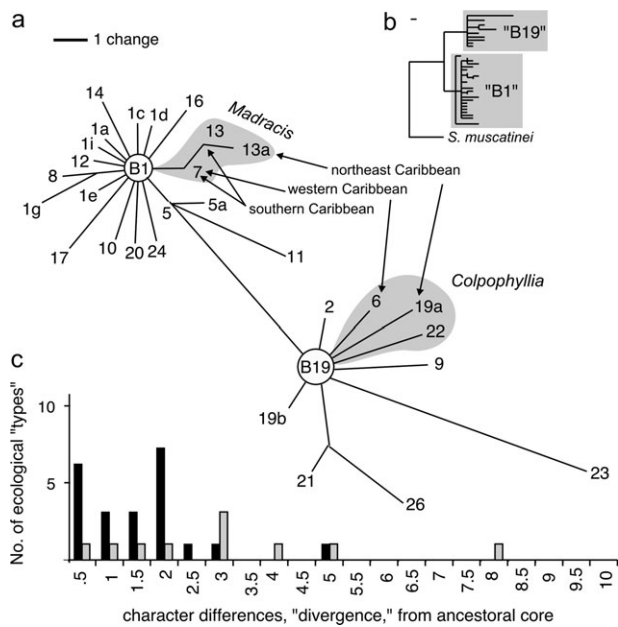 a
1 change
b
"B19"
"B1"
S. muscatinei
14
1c
1d
16
1a
1i
12
8
1g
1e
17
10
20
24
B1
Madracis
13
13a
7
5
5a
11
northeast Caribbean
western Caribbean
southern Caribbean
Colpophyllia
2
6
19a
22
9
B19
19b
21
26
23
c
No. of ecological "types"
10
5
.5 1 1.5 2 2.5 3 3.5 4 5 5.5 6 6.5 7 7.5 8 8.5 9 9.5 10
character differences, "divergence," from ancestoral core